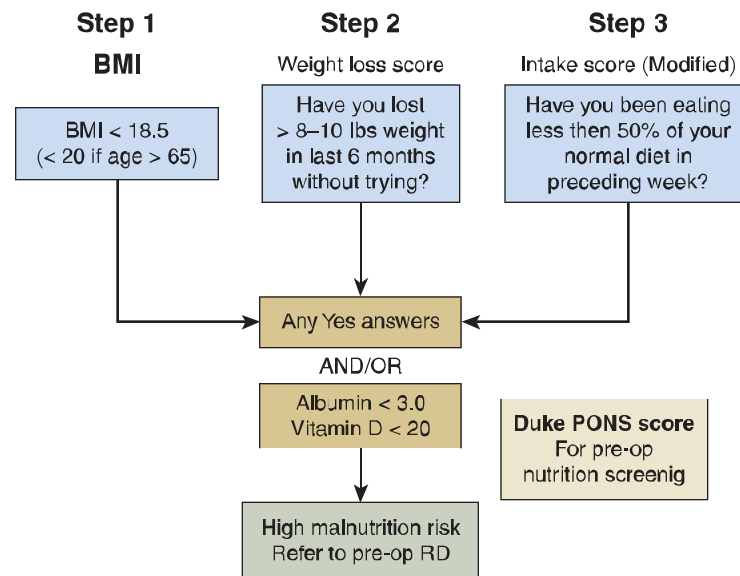 Step 1
BMI
BMI < 18.5
(< 20 if age > 65)
Step 2
Weight loss score
Have you lost
> 8–10 lbs weight
in last 6 months
without trying?
Step 3
Intake score (Modified)
Have you been eating
less then 50% of your
normal diet in
preceding week?
Any Yes answers
AND/OR
Albumin < 3.0
Vitamin D < 20
High malnutrition risk
Refer to pre-op RD
Duke PONS score
For pre-op
nutrition screenig